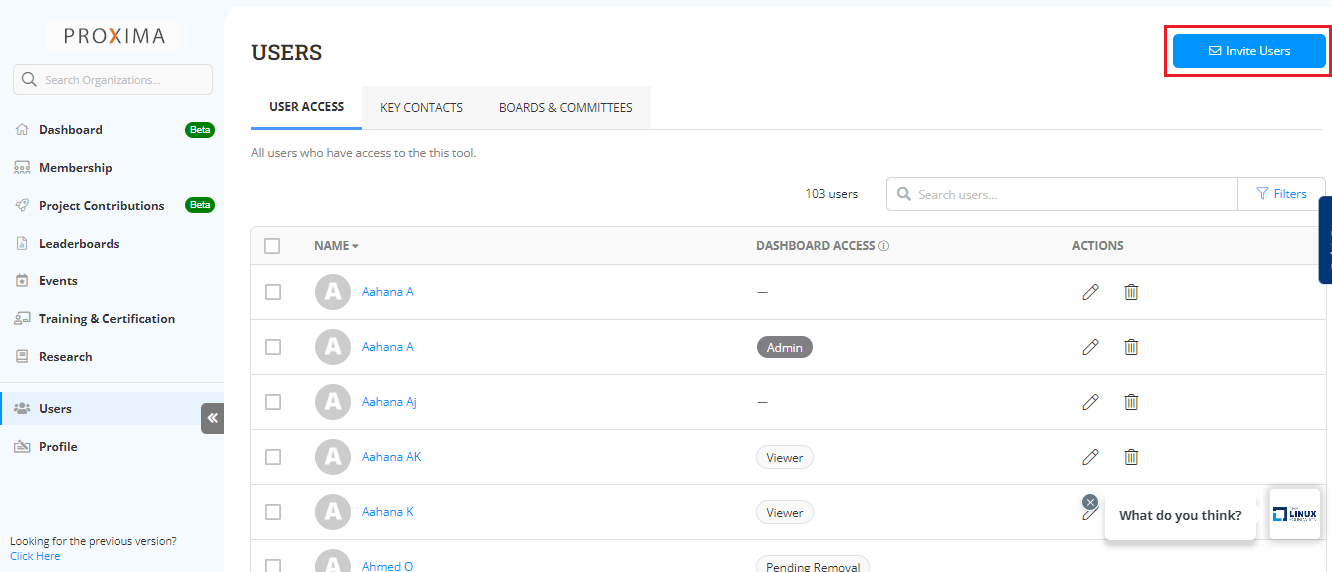 PROXIMA
Search Organizations...
Dashboard
Beta
Membership
Project Contributions
Beta
Leaderboards
Events
Training & Certification
Research
Users
Profile
Looking for the previous version?
Click Here
USERS
Invite Users
USER ACCESS
KEY CONTACTS
BOARDS & COMMITTEES
All users who have access to the this tool.
103 users
Search users...
Filters
NAME
DASHBOARD ACCESS
ACTIONS
A
Aahana A
—
A
Aahana A
Admin
A
Aahana Aj
—
A
Aahana AK
Viewer
A
Aahana K
Viewer
A
Ahmed O
Pending Removal
What do you think?
THE
LINUX
FOUNDATION